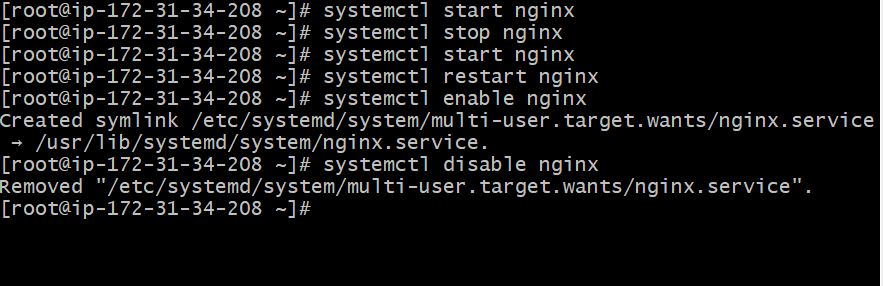 [root@ip-172-31-34-208 ~]# systemctl start nginx
[root@ip-172-31-34-208 ~]# systemctl stop nginx
[root@ip-172-31-34-208 ~]# systemctl start nginx
[root@ip-172-31-34-208 ~]# systemctl restart nginx
[root@ip-172-31-34-208 ~]# systemctl enable nginx
Created symlink /etc/systemd/system/multi-user.target.wants/nginx.service
 → /usr/lib/systemd/system/nginx.service.
[root@ip-172-31-34-208 ~]# systemctl disable nginx
Removed "/etc/systemd/system/multi-user.target.wants/nginx.service".
[root@ip-172-31-34-208 ~]#